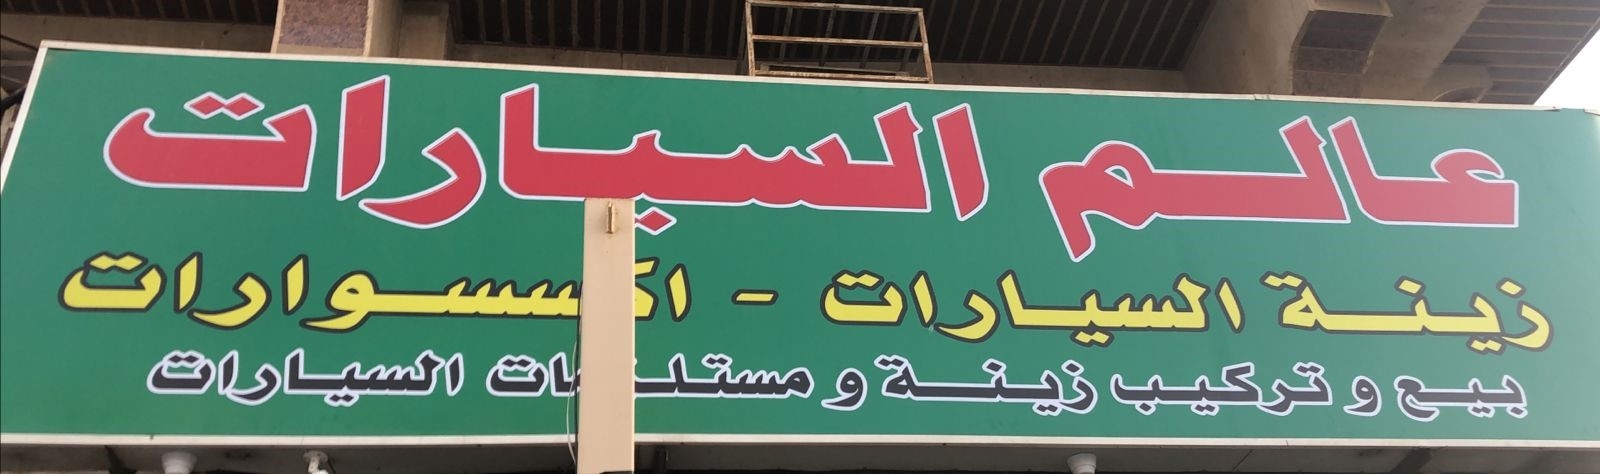 عالم السيارات
زينة السيارات - اكسسوارات
بيع و تركيب زينة و مستلزمات السيارات